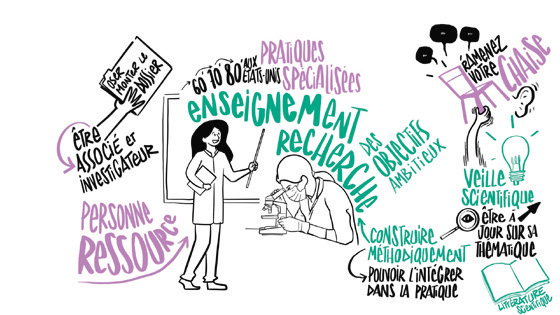 OSER
MONTER LE
DOSSIER
ÊTRE
ASSOCIÉ et
INVESTIGATEUR
PERSONNE
RESSOURCE
60 70 80 AUX
ÉTATS-UNIS
PRATIQUES
SPÉCIALISÉES
ENSEIGNEMENT
RECHERCHE
DES
OBJECTIFS
AMBITIEUX
CONSTRUIRE
MÉTHODIQUEMENT
POUVOIR L'INTÉGRER
DANS LA PRATIQUE
RAMENEZ
VOTRE
CHAISE
VEILLE
SCIENTIFIQUE
ÊTRE À
JOUR SUR SA
THÉMATIQUE
LITTÉRATURE
SCIENTIFIQUE